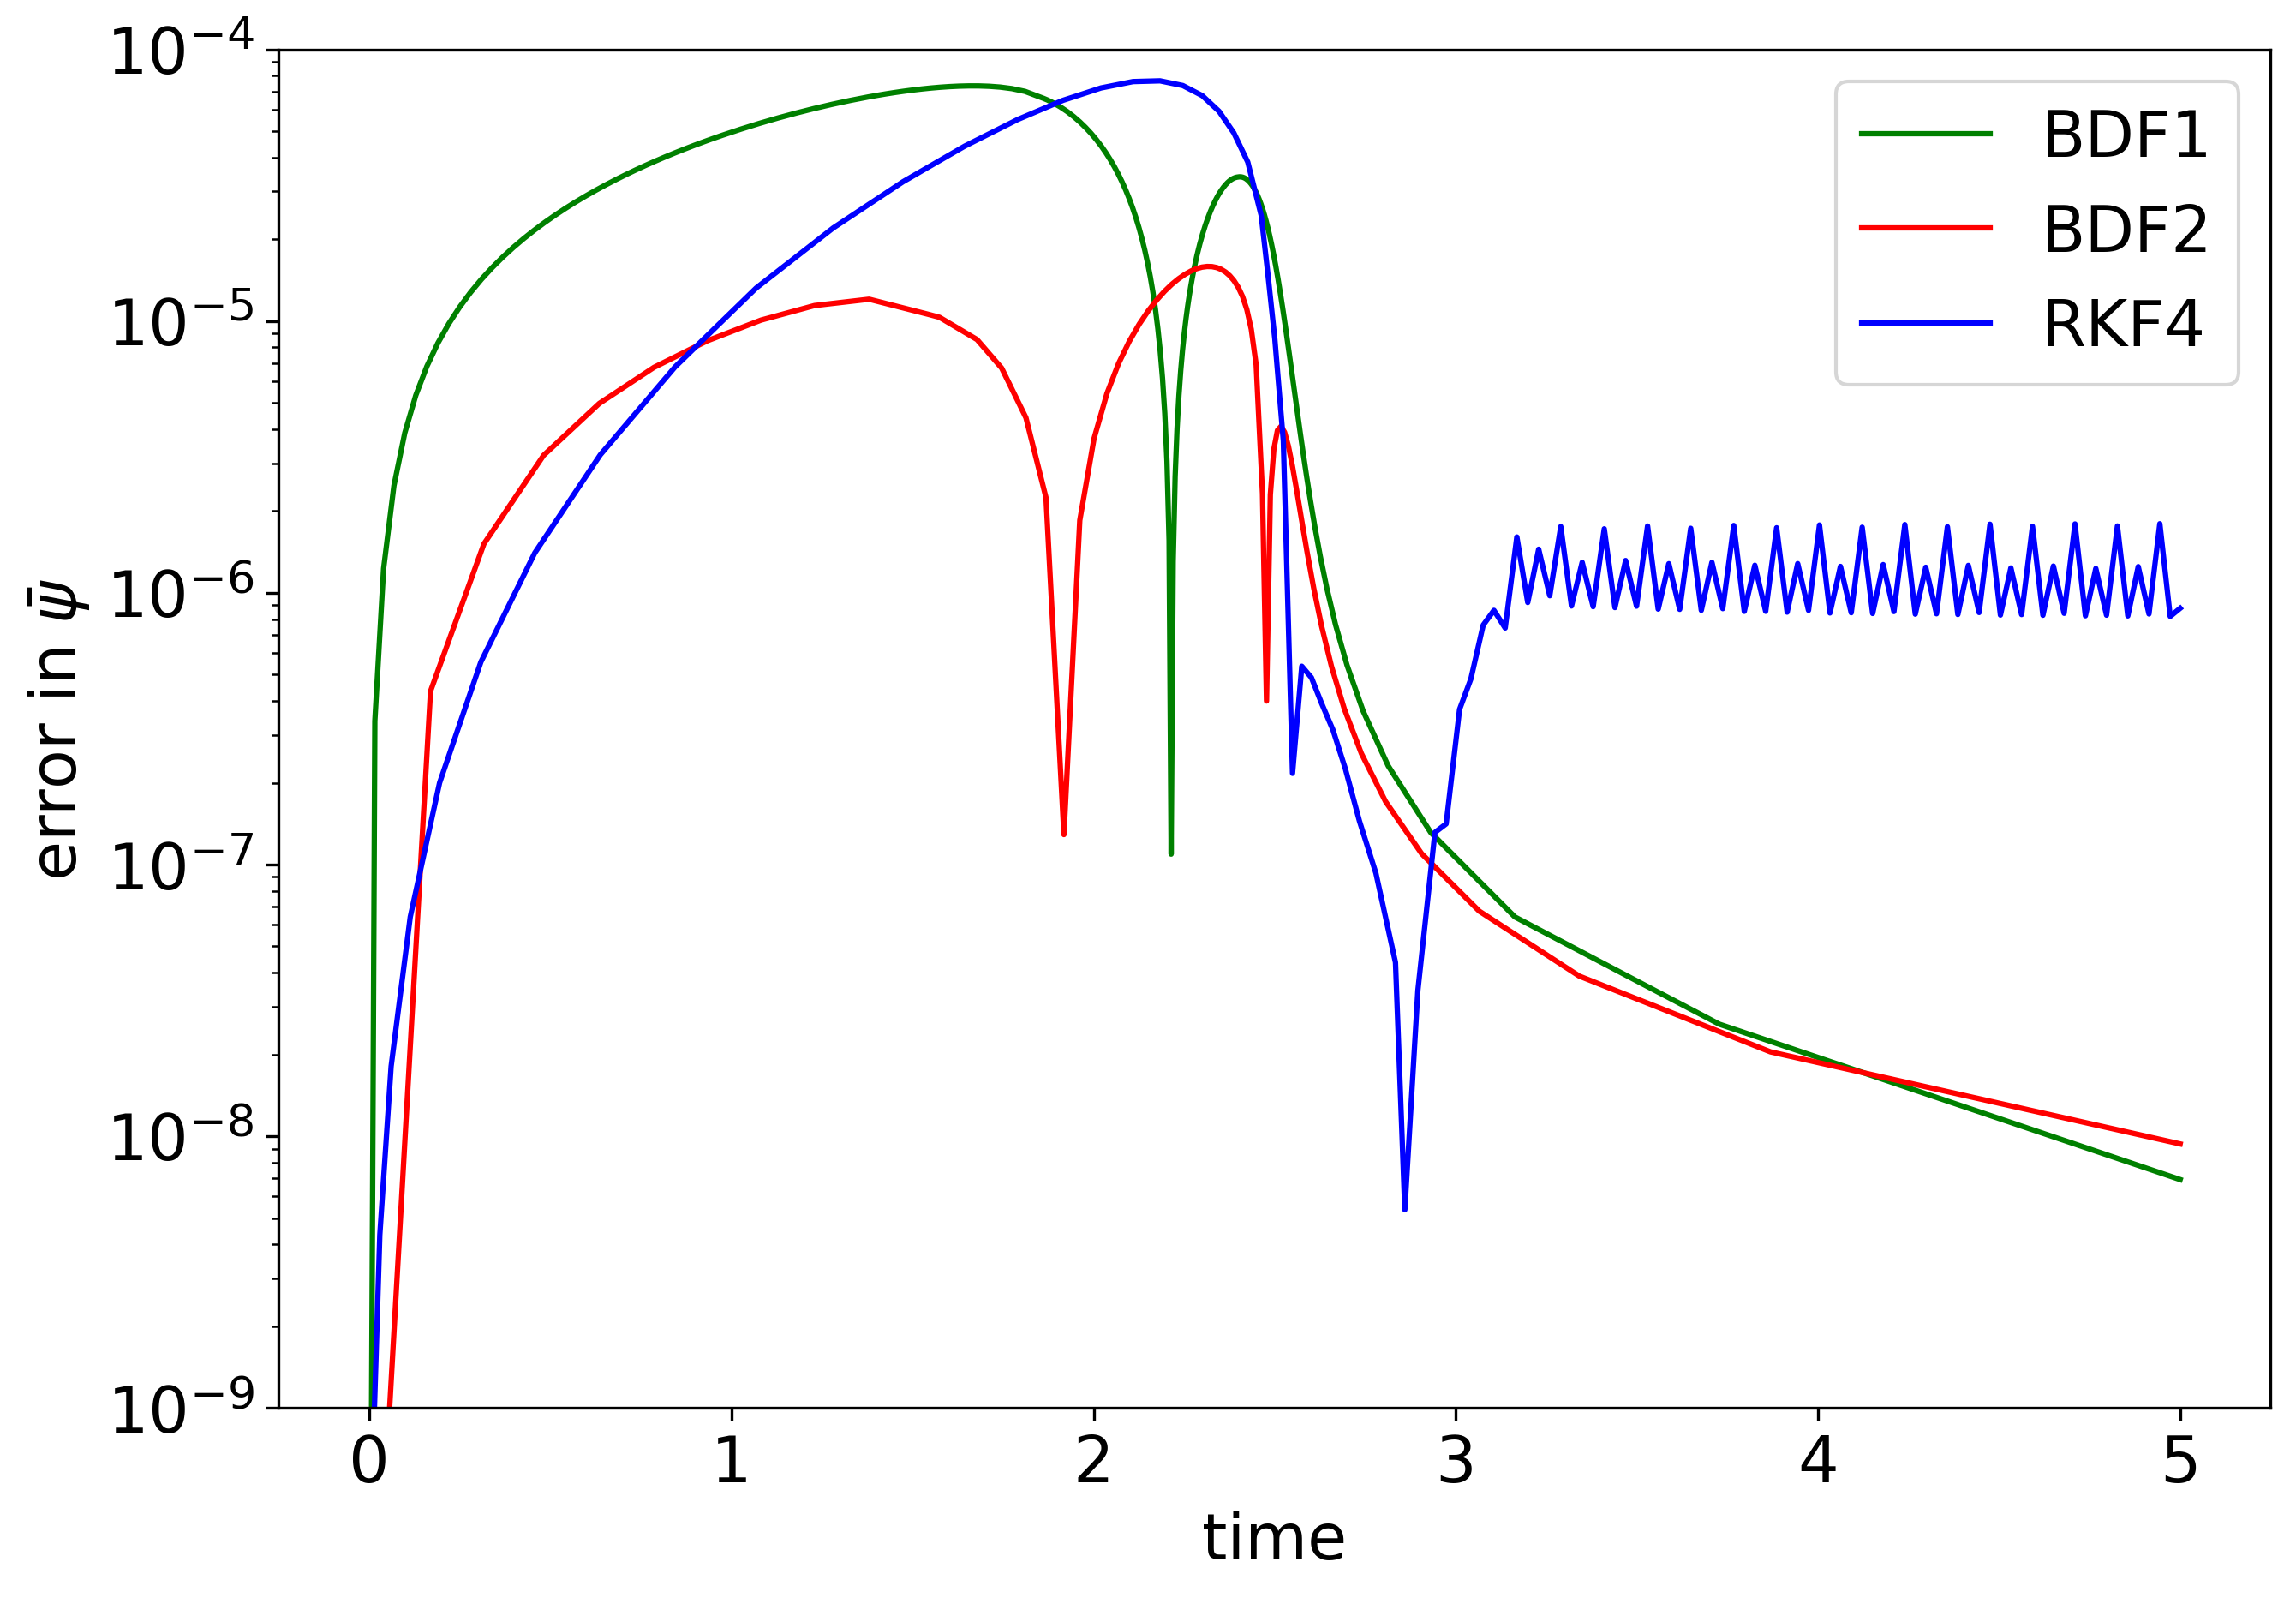 10⁻⁴
10⁻⁵
10⁻⁶
10⁻⁷
10⁻⁸
10⁻⁹
error in ψ̄
BDF1
BDF2
RKF4
0 1 2 3 4 5
time